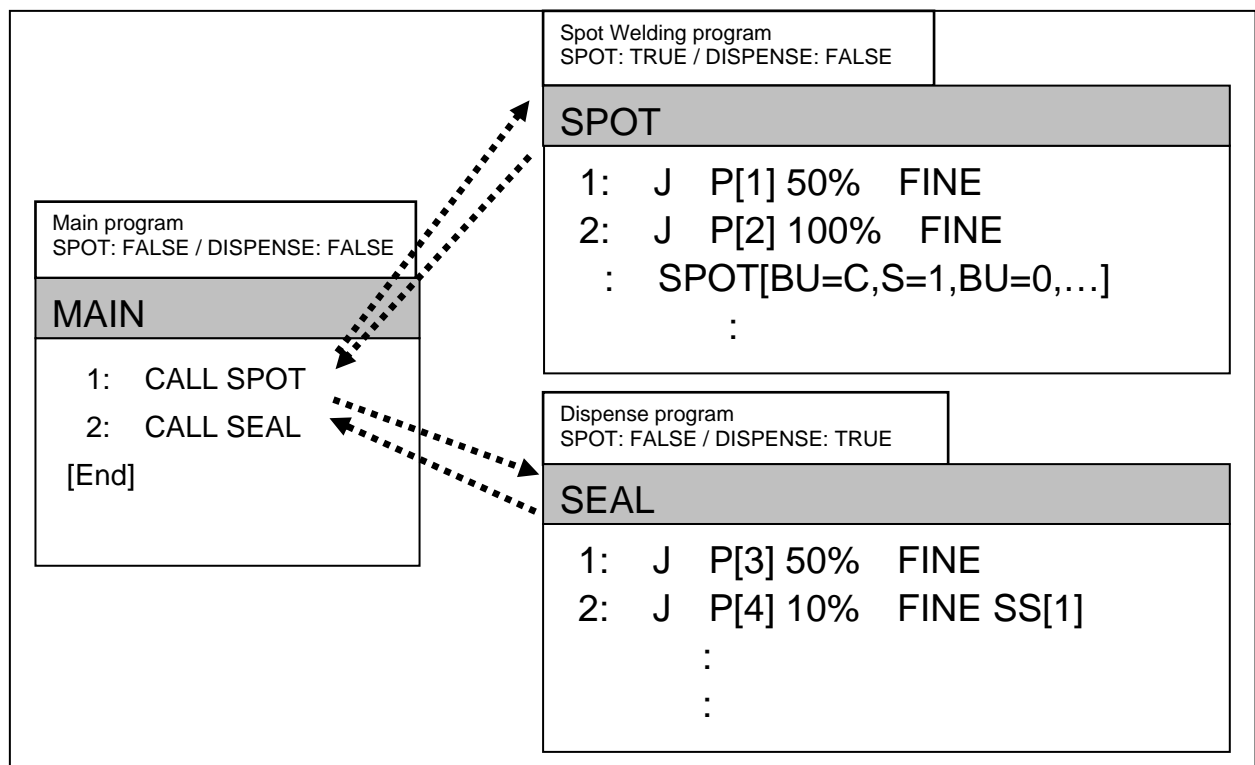 Main program
SPOT: FALSE / DISPENSE: FALSE
MAIN
1: CALL SPOT
2: CALL SEAL
[End]
Spot Welding program
SPOT: TRUE / DISPENSE: FALSE
SPOT
1: J P[1] 50% FINE
2: J P[2] 100% FINE
: SPOT[BU=C,S=1,BU=0,…]
:
Dispense program
SPOT: FALSE / DISPENSE: TRUE
SEAL
1: J P[3] 50% FINE
2: J P[4] 10% FINE SS[1]
:
: